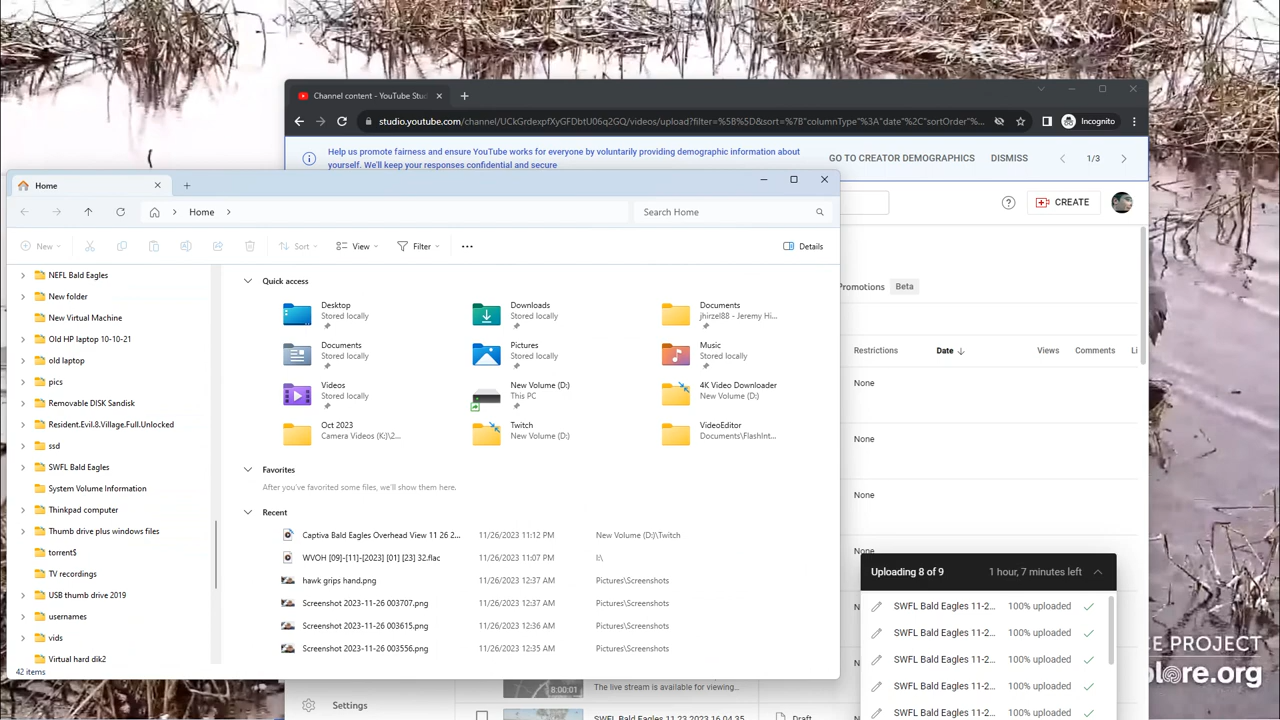 Channel content - YouTube Stu
studio.youtube.com/channel/UCkGrdexpfXyGFDbtU06q2GQ/videos/upload?filter=%5B%5D&sort=%7B"columnType"%3A"date"%2C"sortOrder"...
Incognito
Help us promote fairness and ensure YouTube works for everyone by voluntarily providing demographic information about
yourself. We'll keep your responses confidential and secure
GO TO CREATOR DEMOGRAPHICS
DISMISS
1/3
CREATE
Promotions
Beta
Restrictions
Date
Views
Comments
Li
None
None
None
Home
Home
Search Home
New
Sort
View
Filter
Details
NEFL Bald Eagles
New folder
New Virtual Machine
Old HP laptop 10-10-21
old laptop
pics
Removable DISK Sandisk
Resident.Evil.8.Village.Full.Unlocked
ssd
SWFL Bald Eagles
System Volume Information
Thinkpad computer
Thumb drive plus windows files
torrent$
TV recordings
USB thumb drive 2019
usernames
vids
Virtual hard dik2
42 items
Quick access
Desktop
Stored locally
Downloads
Stored locally
Documents
jhirzel88 - Jeremy Hi...
Documents
Stored locally
Pictures
Stored locally
Music
Stored locally
Videos
Stored locally
New Volume (D:)
This PC
4K Video Downloader
New Volume (D:)
Oct 2023
Camera Videos (K:)\2...
Twitch
New Volume (D:)
VideoEditor
Documents\FlashInt...
Favorites
After you've favorited some files, we'll show them here.
Recent
Captiva Bald Eagles Overhead View 11 26 2... 11/26/2023 11:12 PM New Volume (D:)\Twitch
WVOH [09]-[11]-[2023] [01] [23] 32.flac 11/26/2023 11:07 PM I:\
hawk grips hand.png 11/26/2023 12:37 AM Pictures\Screenshots
Screenshot 2023-11-26 003707.png 11/26/2023 12:37 AM Pictures\Screenshots
Screenshot 2023-11-26 003615.png 11/26/2023 12:36 AM Pictures\Screenshots
Screenshot 2023-11-26 003556.png 11/26/2023 12:35 AM Pictures\Screenshots
Uploading 8 of 9
1 hour, 7 minutes left
SWFL Bald Eagles 11-2... 100% uploaded
SWFL Bald Eagles 11-2... 100% uploaded
SWFL Bald Eagles 11-2... 100% uploaded
SWFL Bald Eagles 11-2... 100% uploaded
SWFL Bald Eagles 11-2... 100% uploaded
Settings
8:00:01
The live stream is available for viewing...
SWFL Bald Eagles 11 23 2023 16 04 35
Draft
E PROJECT
plore.org